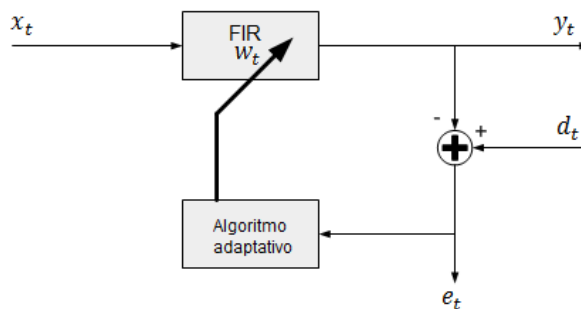 x_t
FIR
w_t
y_t
-
+
d_t
Algoritmo
adaptativo
e_t